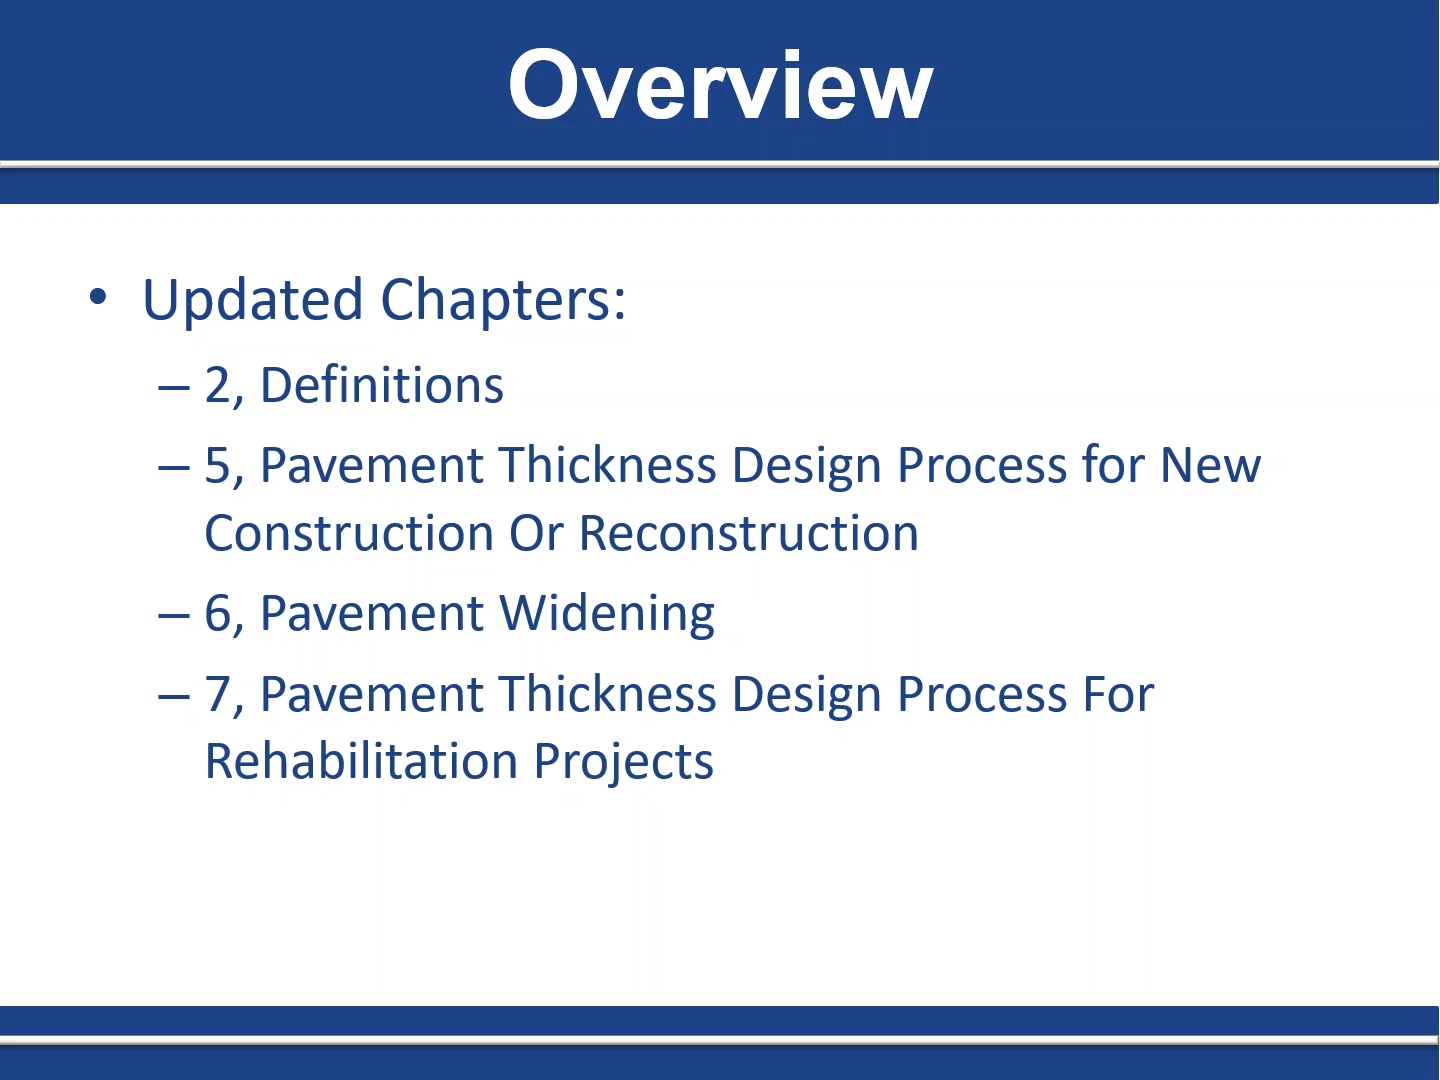 Overview
• Updated Chapters:
– 2, Definitions
– 5, Pavement Thickness Design Process for New
Construction Or Reconstruction
– 6, Pavement Widening
– 7, Pavement Thickness Design Process For
Rehabilitation Projects